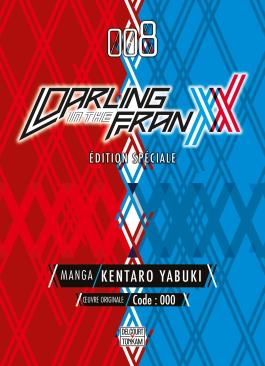 008
DARLING
IN THE
FRANXX
ÉDITION SPÉCIALE
MANGA / KENTARO YABUKI
ŒUVRE ORIGINALE / Code : 000
DELCOURT
TONKAM